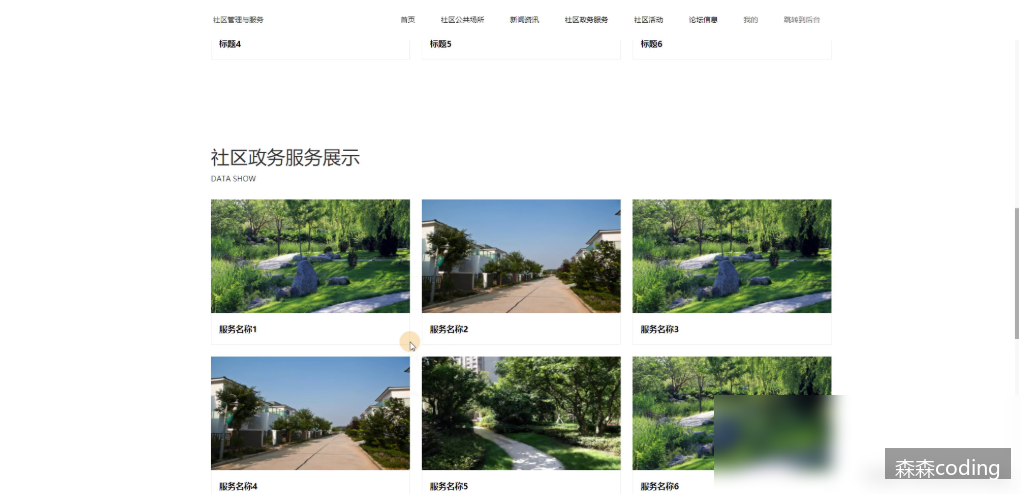 社区管理与服务 首页 社区公共场所 新闻资讯 社区政务服务 社区活动 论坛信息 我的 跳转到后台
标题4 标题5 标题6
社区政务服务展示
DATA SHOW
服务名称1 服务名称2 服务名称3
服务名称4 服务名称5 服务名称6
森森coding